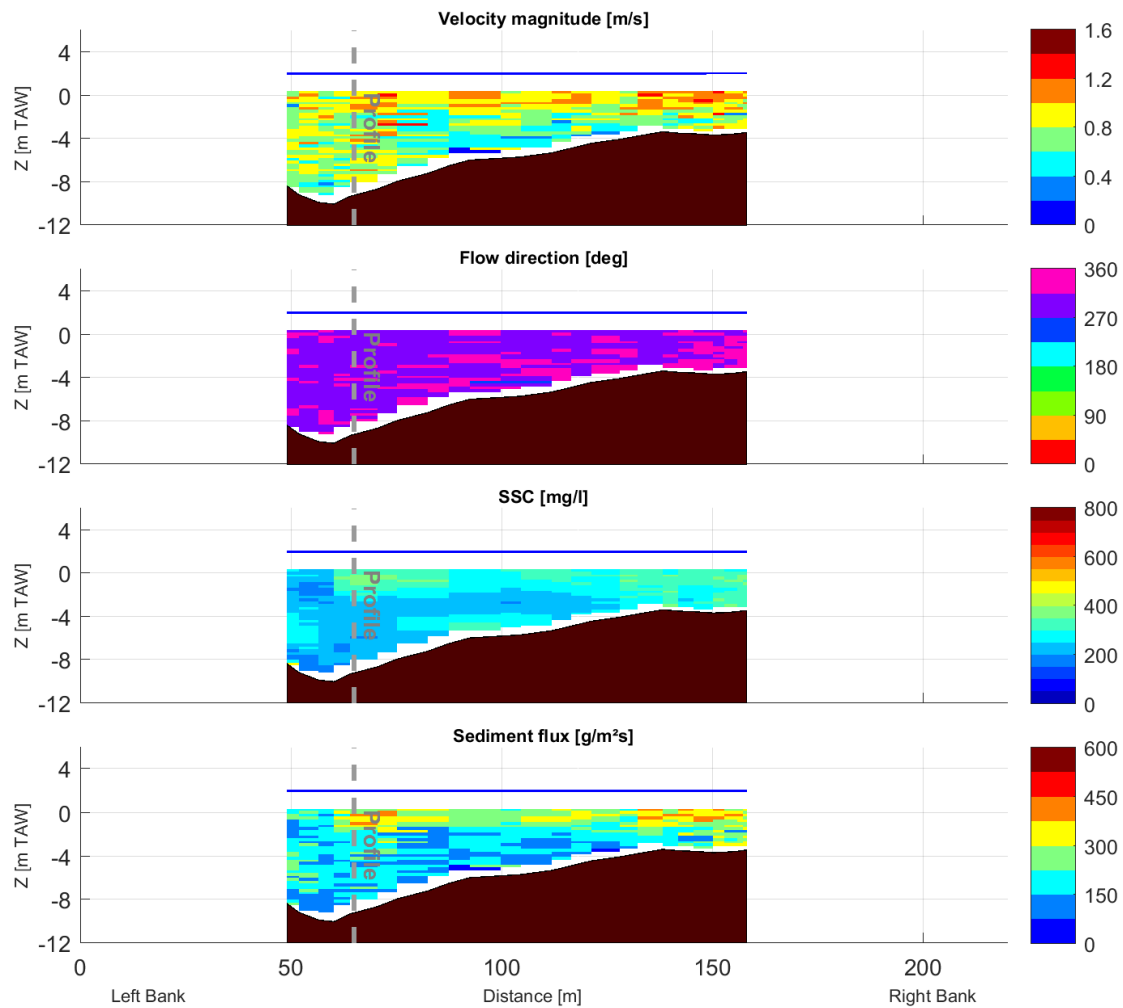 Velocity magnitude [m/s]
4
0
-4
-8
-12
Z [m TAW]
Profile
1.6
1.2
0.8
0.4
0
Flow direction [deg]
4
0
-4
-8
-12
Z [m TAW]
Profile
360
270
180
90
0
SSC [mg/l]
4
0
-4
-8
-12
Z [m TAW]
Profile
800
600
400
200
0
Sediment flux [g/m²s]
4
0
-4
-8
-12
Z [m TAW]
Profile
600
450
300
150
0
0 50 100 150 200
Left Bank Distance [m] Right Bank